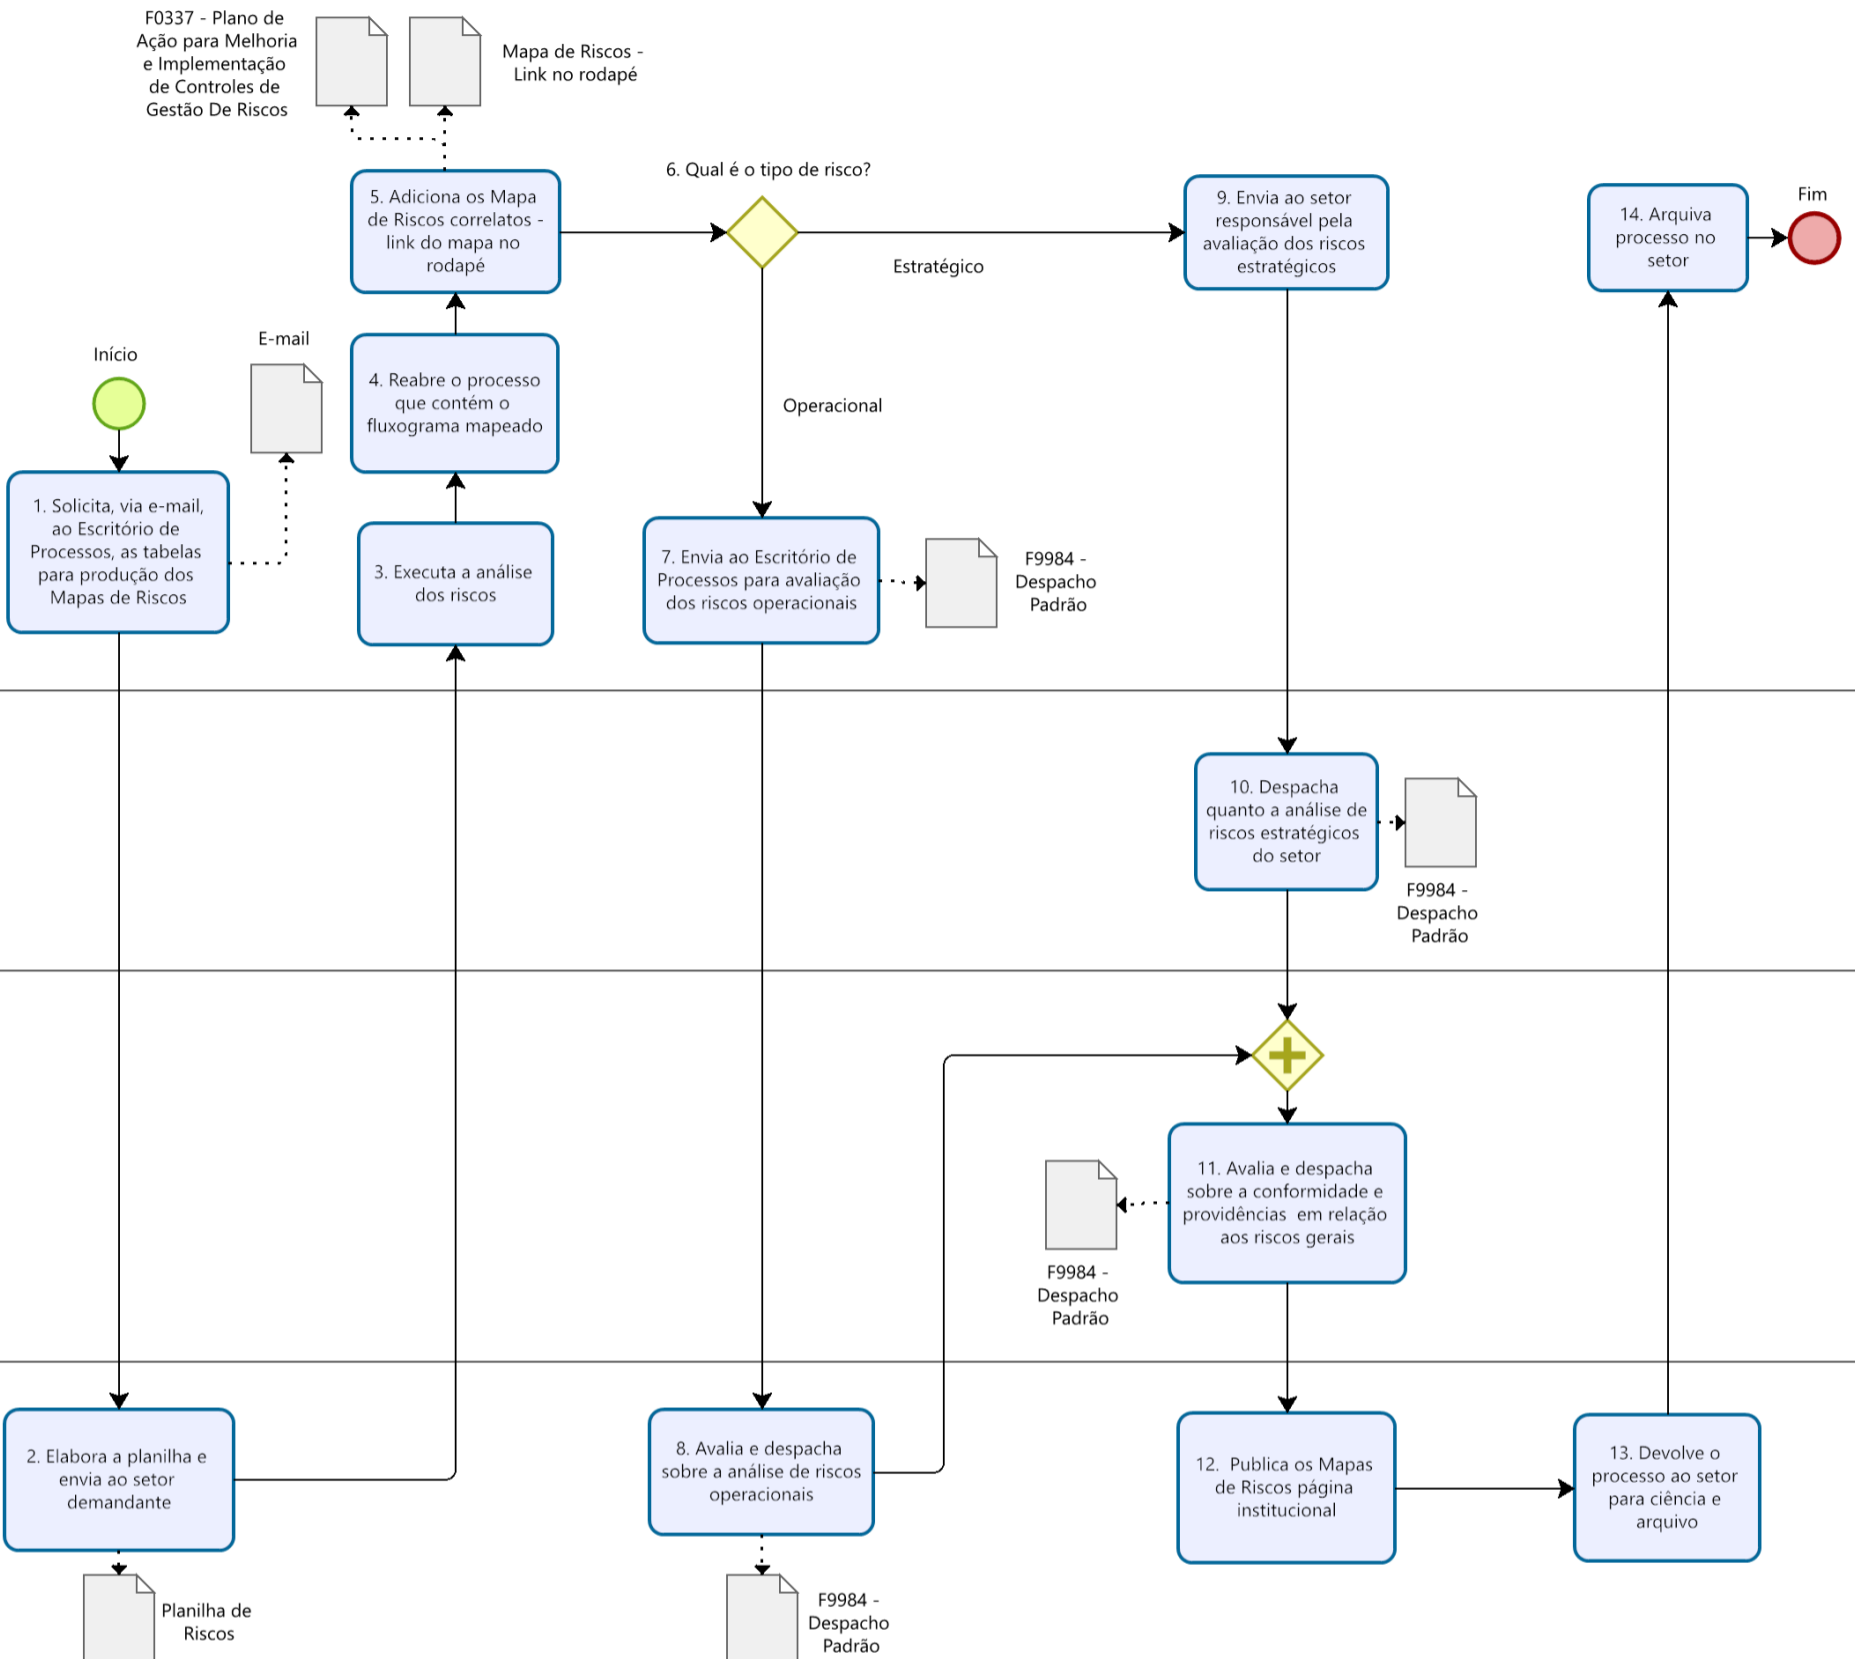 F0337 - Plano de
Ação para Melhoria
e Implementação
de Controles de
Gestão De Riscos
Mapa de Riscos -
Link no rodapé
5. Adiciona os Mapa
de Riscos correlatos -
link do mapa no
rodapé
6. Qual é o tipo de risco?
Estratégico
Operacional
9. Envia ao setor
responsável pela
avaliação dos riscos
estratégicos
14. Arquiva
processo no
setor
Fim
Início
E-mail
4. Reabre o processo
que contém o
fluxograma mapeado
1. Solicita, via e-mail,
ao Escritório de
Processos, as tabelas
para produção dos
Mapas de Riscos
3. Executa a análise
dos riscos
7. Envia ao Escritório de
Processos para avaliação
dos riscos operacionais
F9984 -
Despacho
Padrão
10. Despacha
quanto a análise de
riscos estratégicos
do setor
F9984 -
Despacho
Padrão
11. Avalia e despacha
sobre a conformidade e
providências em relação
aos riscos gerais
F9984 -
Despacho
Padrão
2. Elabora a planilha e
envia ao setor
demandante
Planilha de
Riscos
8. Avalia e despacha
sobre a análise de riscos
operacionais
F9984 -
Despacho
Padrão
12. Publica os Mapas
de Riscos página
institucional
13. Devolve o
processo ao setor
para ciência e
arquivo